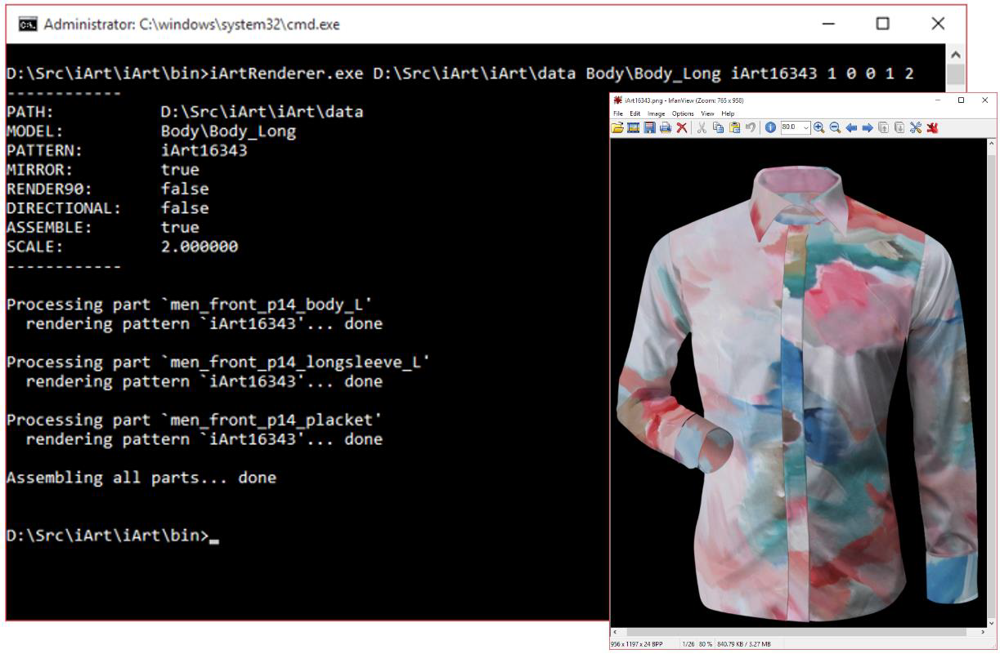 Administrator: C:\windows\system32\cmd.exe
D:\Src\iArt\iArt\bin>iArtRenderer.exe D:\Src\iArt\iArt\data Body\Body_Long iArt16343 1 0 0 1 2
------------
PATH: D:\Src\iArt\iArt\data
MODEL: Body\Body_Long
PATTERN: iArt16343
MIRROR: true
RENDER90: false
DIRECTIONAL: false
ASSEMBLE: true
SCALE: 2.000000
------------
Processing part `men_front_p14_body_L'
rendering pattern `iArt16343'... done
Processing part `men_front_p14_longsleeve_L'
rendering pattern `iArt16343'... done
Processing part `men_front_p14_placket'
rendering pattern `iArt16343'... done
Assembling all parts... done
D:\Src\iArt\iArt\bin>
iArt16343.png - IrfanView (Zoom: 765 x 958)
File Edit Image Options View Help
80.0
956 x 1197 x 24 BPP 1/26 80 % 840.79 KB / 3.27 MB